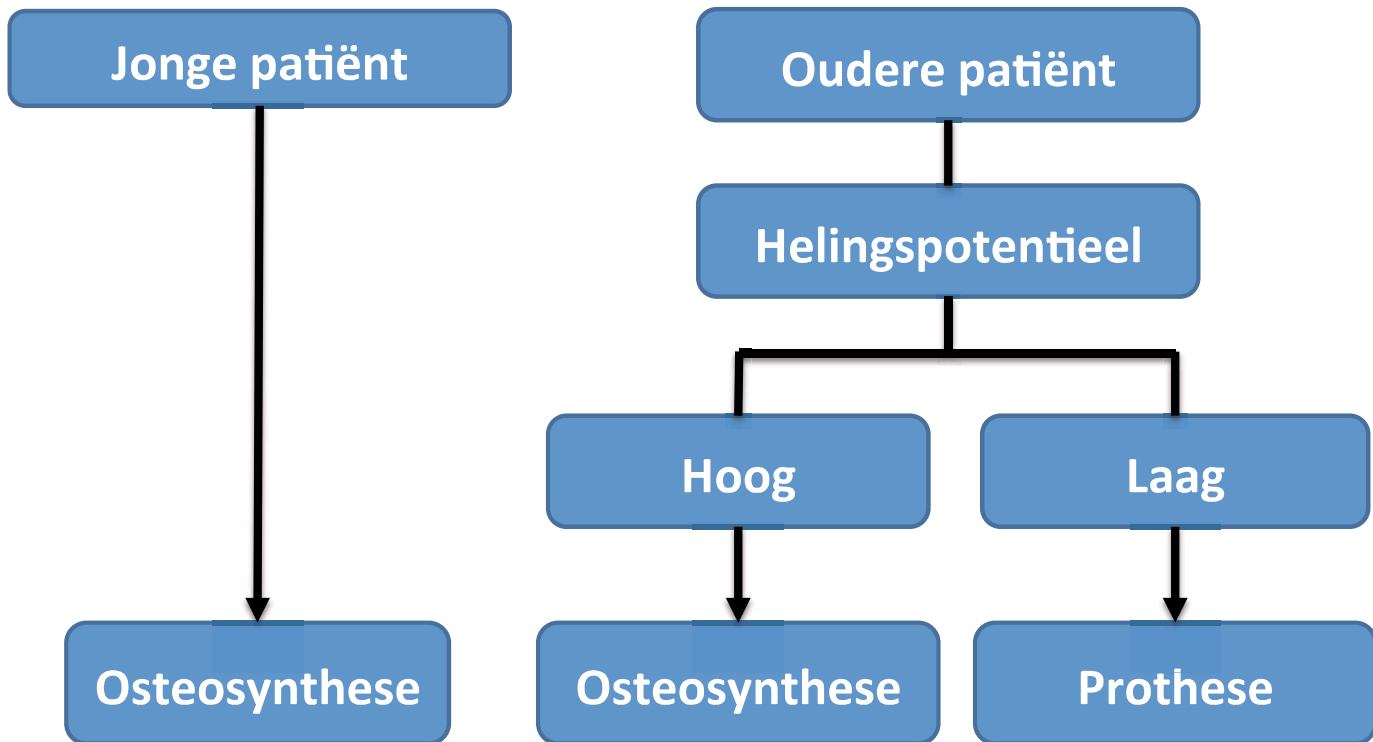 Jonge patiënt
Oudere patiënt
Helingspotentieel
Hoog
Laag
Osteosynthese
Osteosynthese
Prothese